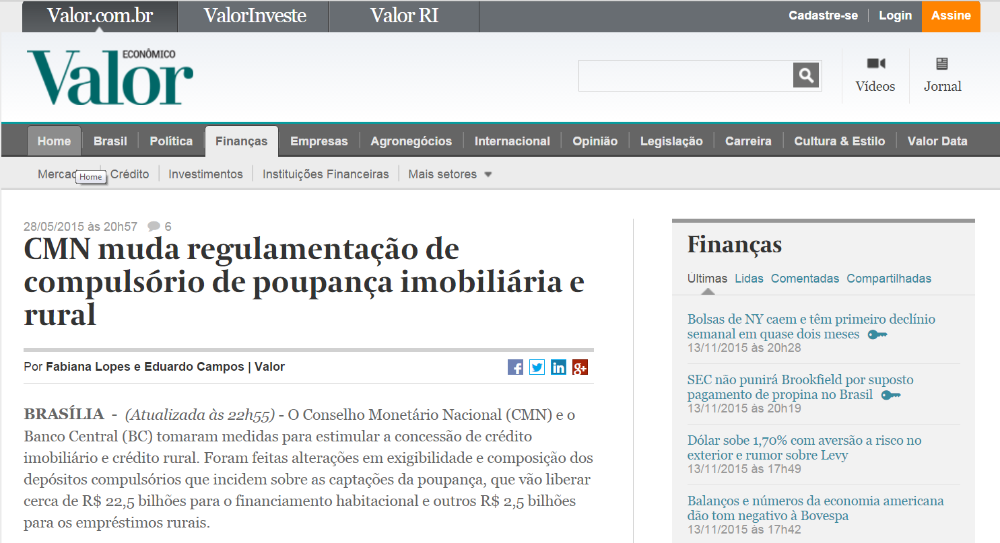 Valor.com.br ValorInveste Valor RI Cadastre-se Login Assine
ECONÔMICO
Valor
Vídeos Jornal
Home Brasil Política Finanças Empresas Agronegócios Internacional Opinião Legislação Carreira Cultura & Estilo Valor Data
Crédito Investimentos Instituições Financeiras Mais setores
Home
28/05/2015 às 20h57 6
CMN muda regulamentação de
compulsório de poupança imobiliária e
rural
Por Fabiana Lopes e Eduardo Campos | Valor
f in g+
BRASÍLIA - (Atualizada às 22h55) - O Conselho Monetário Nacional (CMN) e o
Banco Central (BC) tomaram medidas para estimular a concessão de crédito
imobiliário e crédito rural. Foram feitas alterações em exigibilidade e composição dos
depósitos compulsórios que incidem sobre as captações da poupança, que vão liberar
cerca de R$ 22,5 bilhões para o financiamento habitacional e outros R$ 2,5 bilhões
para os empréstimos rurais.
Finanças
Últimas Lidas Comentadas Compartilhadas
Bolsas de NY caem e têm primeiro declínio
semanal em quase dois meses
13/11/2015 às 20h28
SEC não punirá Brookfield por suposto
pagamento de propina no Brasil
13/11/2015 às 20h19
Dólar sobe 1,70% com aversão a risco no
exterior e rumor sobre Levy
13/11/2015 às 17h49
Balanços e números da economia americana
dão tom negativo à Bovespa
13/11/2015 às 17h42